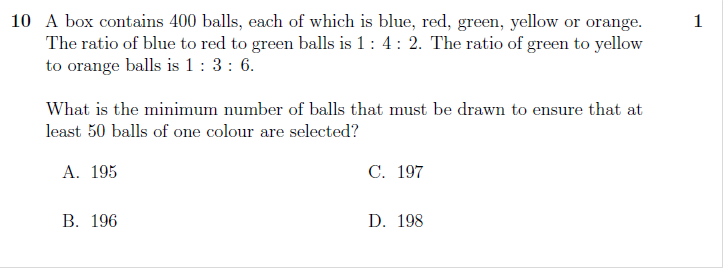 10 A box contains 400 balls, each of which is blue, red, green, yellow or orange. 1
The ratio of blue to red to green balls is 1 : 4 : 2. The ratio of green to yellow
to orange balls is 1 : 3 : 6.
What is the minimum number of balls that must be drawn to ensure that at
least 50 balls of one colour are selected?
A. 195 C. 197
B. 196 D. 198